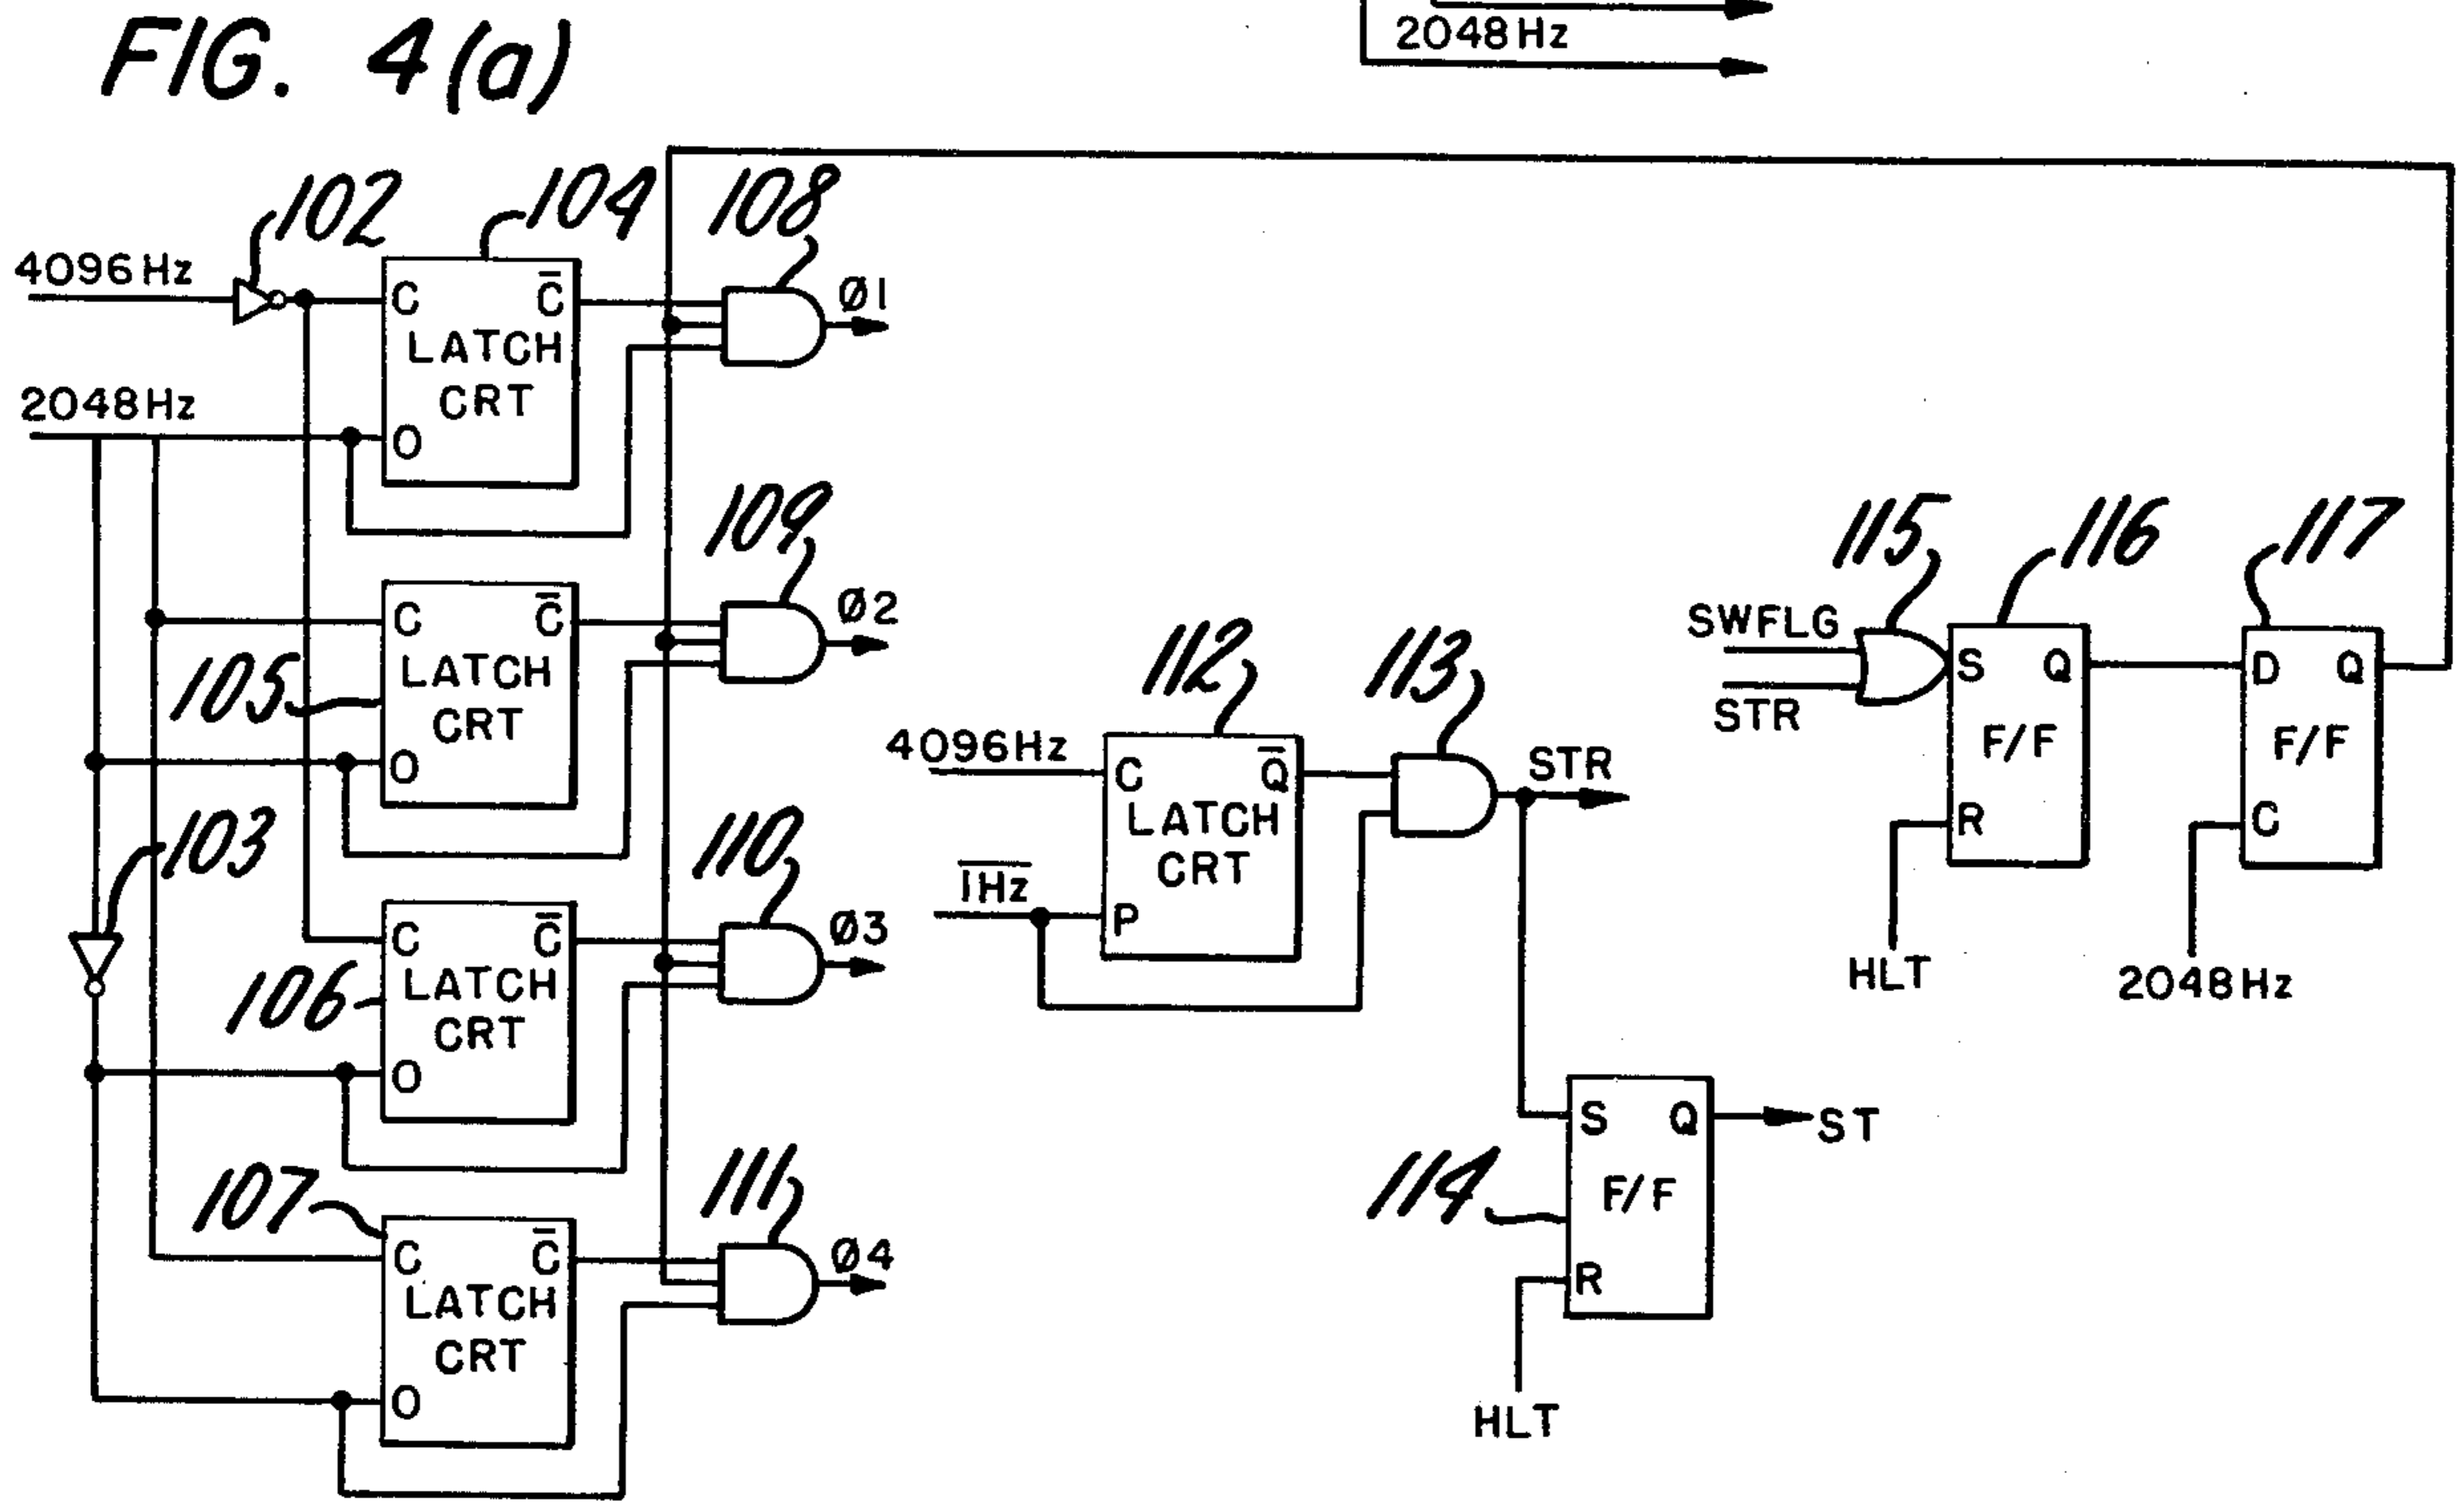 FIG. 4(a)
2048Hz
102
104
108
4096Hz
C
C̅
LATCH
CRT
O
Ø1
2048Hz
109
C
C̅
LATCH
CRT
O
Ø2
105
103
110
C
C̅
LATCH
CRT
O
Ø3
106
107
111
C
C̅
LATCH
CRT
O
Ø4
112
113
4096Hz
C
Q̅
LATCH
CRT
P
1̅H̅z̅
STR
115
116
117
SWFLG
STR
S
Q
F/F
R
HLT
D
Q
F/F
C
2048Hz
114
S
Q
F/F
R
ST
HLT